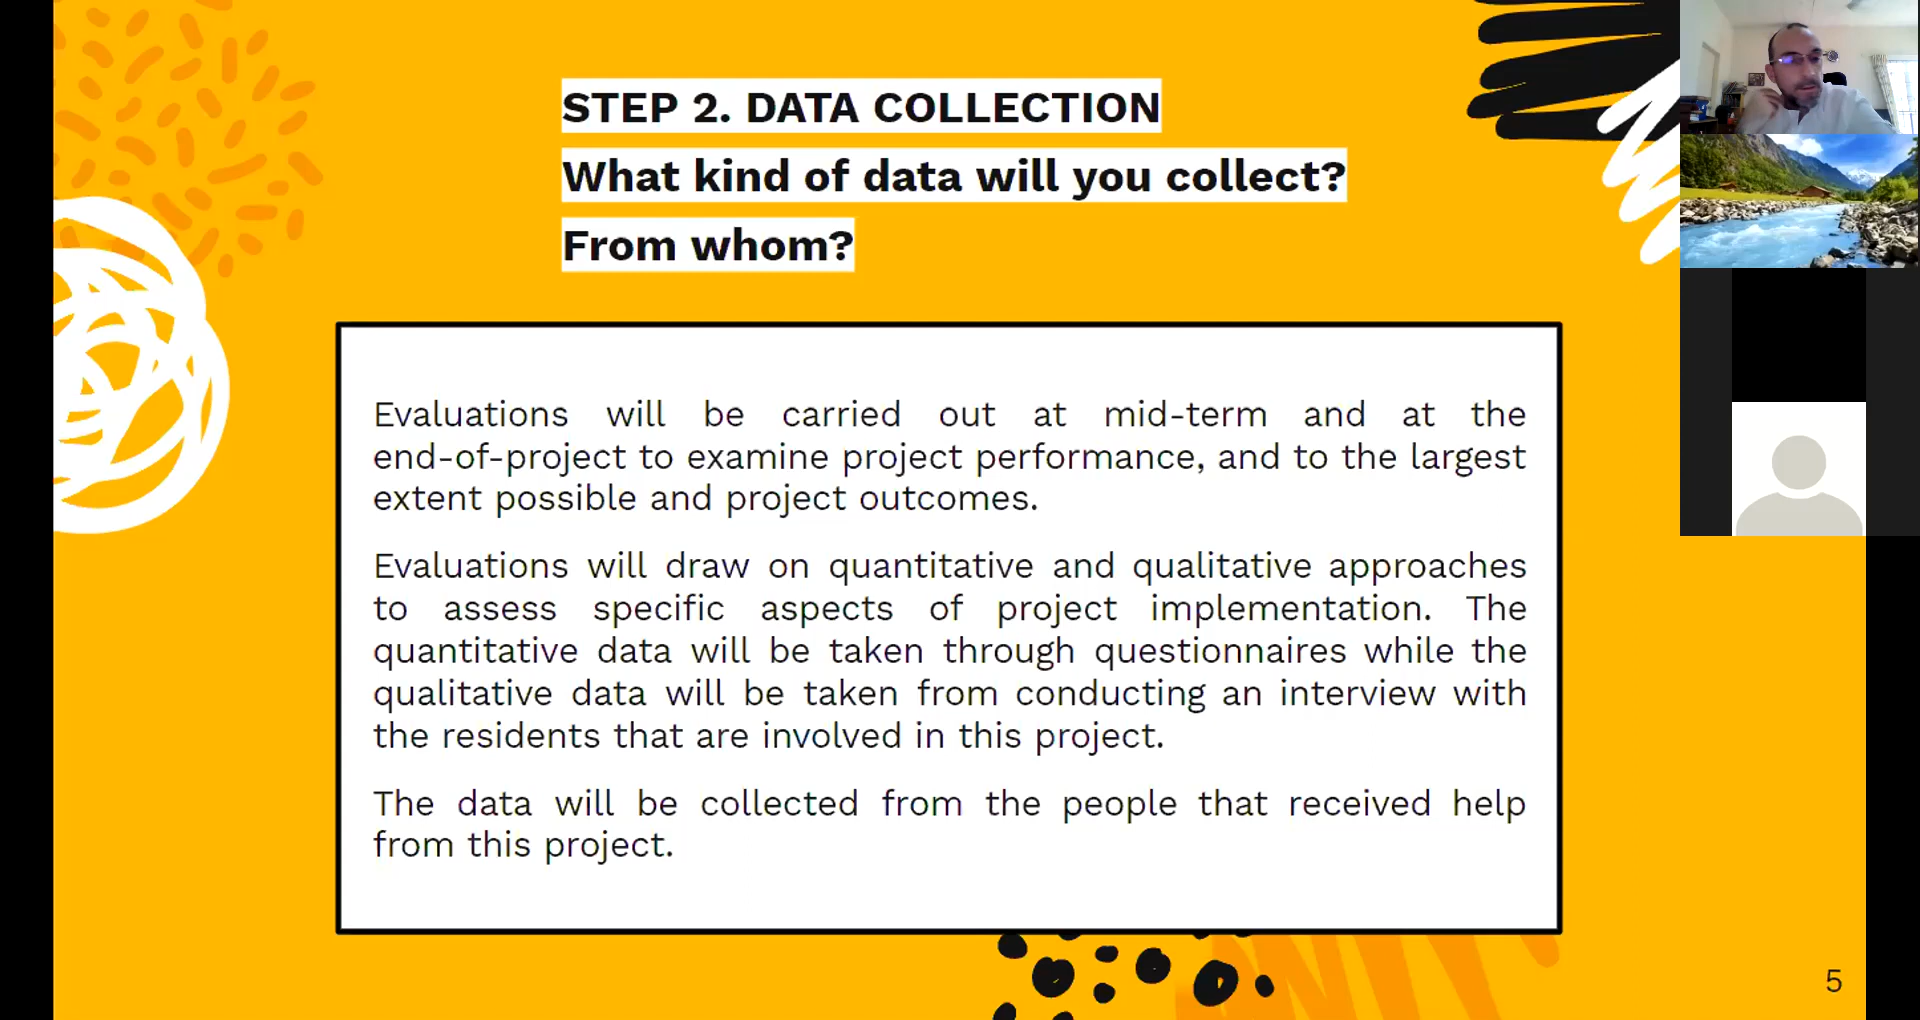 STEP 2. DATA COLLECTION
What kind of data will you collect?
From whom?
Evaluations will be carried out at mid-term and at the
end-of-project to examine project performance, and to the largest
extent possible and project outcomes.
Evaluations will draw on quantitative and qualitative approaches
to assess specific aspects of project implementation. The
quantitative data will be taken through questionnaires while the
qualitative data will be taken from conducting an interview with
the residents that are involved in this project.
The data will be collected from the people that received help
from this project.
5